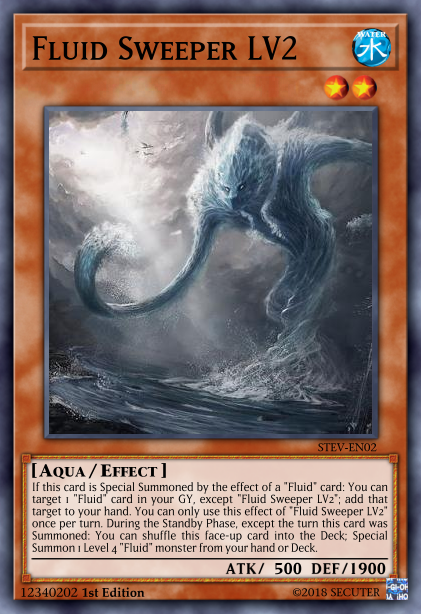 FLUID SWEEPER LV2
WATER
水
STEV-EN02
[AQUA / EFFECT]
If this card is Special Summoned by the effect of a "Fluid" card: You can
target 1 "Fluid" card in your GY, except "Fluid Sweeper LV2"; add that
target to your hand. You can only use this effect of "Fluid Sweeper LV2"
once per turn. During the Standby Phase, except the turn this card was
Summoned: You can shuffle this face-up card into the Deck; Special
Summon 1 Level 4 "Fluid" monster from your hand or Deck.
ATK/ 500 DEF/1900
12340202 1st Edition
©2018 SECUTER